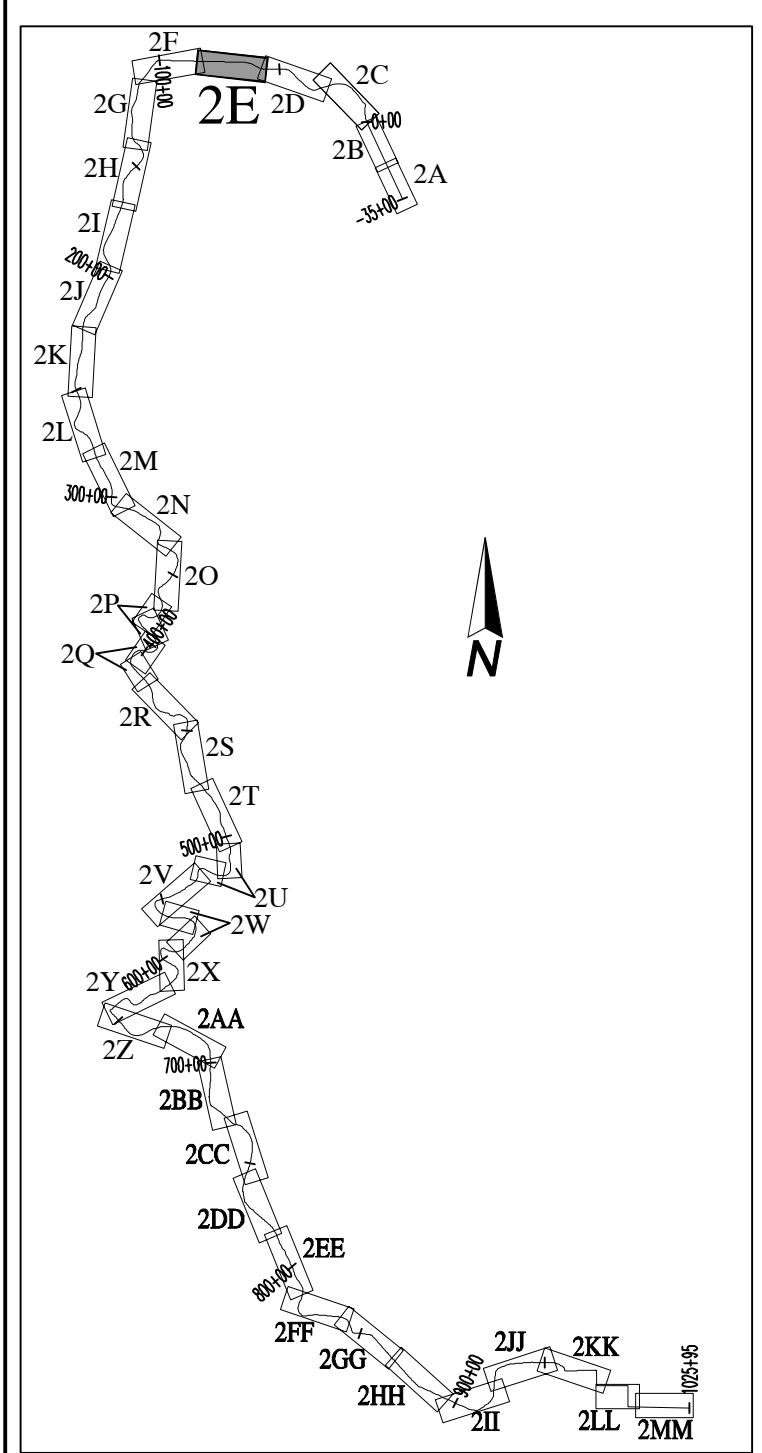 2F
2E
2D
2C
2G
100+00
0+00
2B
2A
-35+00
2H
2I
200+00
2J
2K
2L
2M
300+00
2N
2O
2P
400+00
2Q
2R
N
2S
2T
500+00
2U
2V
2W
600+00
2X
2Y
2Z
2AA
700+00
2BB
2CC
2DD
2EE
800+00
2FF
2GG
2HH
900+00
2II
2JJ
2KK
2LL
2MM
1025+95